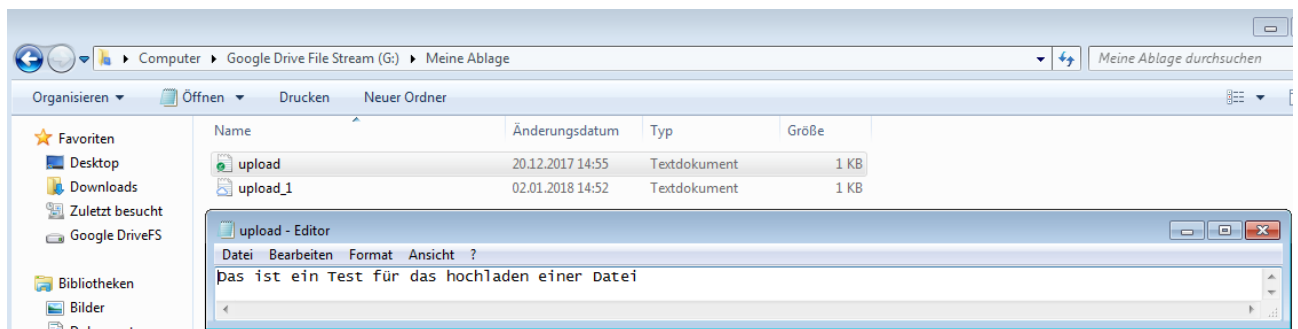 Computer Google Drive File Stream (G:) Meine Ablage
Meine Ablage durchsuchen
Organisieren Öffnen Drucken Neuer Ordner
Favoriten
Desktop
Downloads
Zuletzt besucht
Google DriveFS
Bibliotheken
Bilder
Name Änderungsdatum Typ Größe
upload 20.12.2017 14:55 Textdokument 1 KB
upload_1 02.01.2018 14:52 Textdokument 1 KB
upload - Editor
Datei Bearbeiten Format Ansicht ?
Das ist ein Test für das hochladen einer Datei